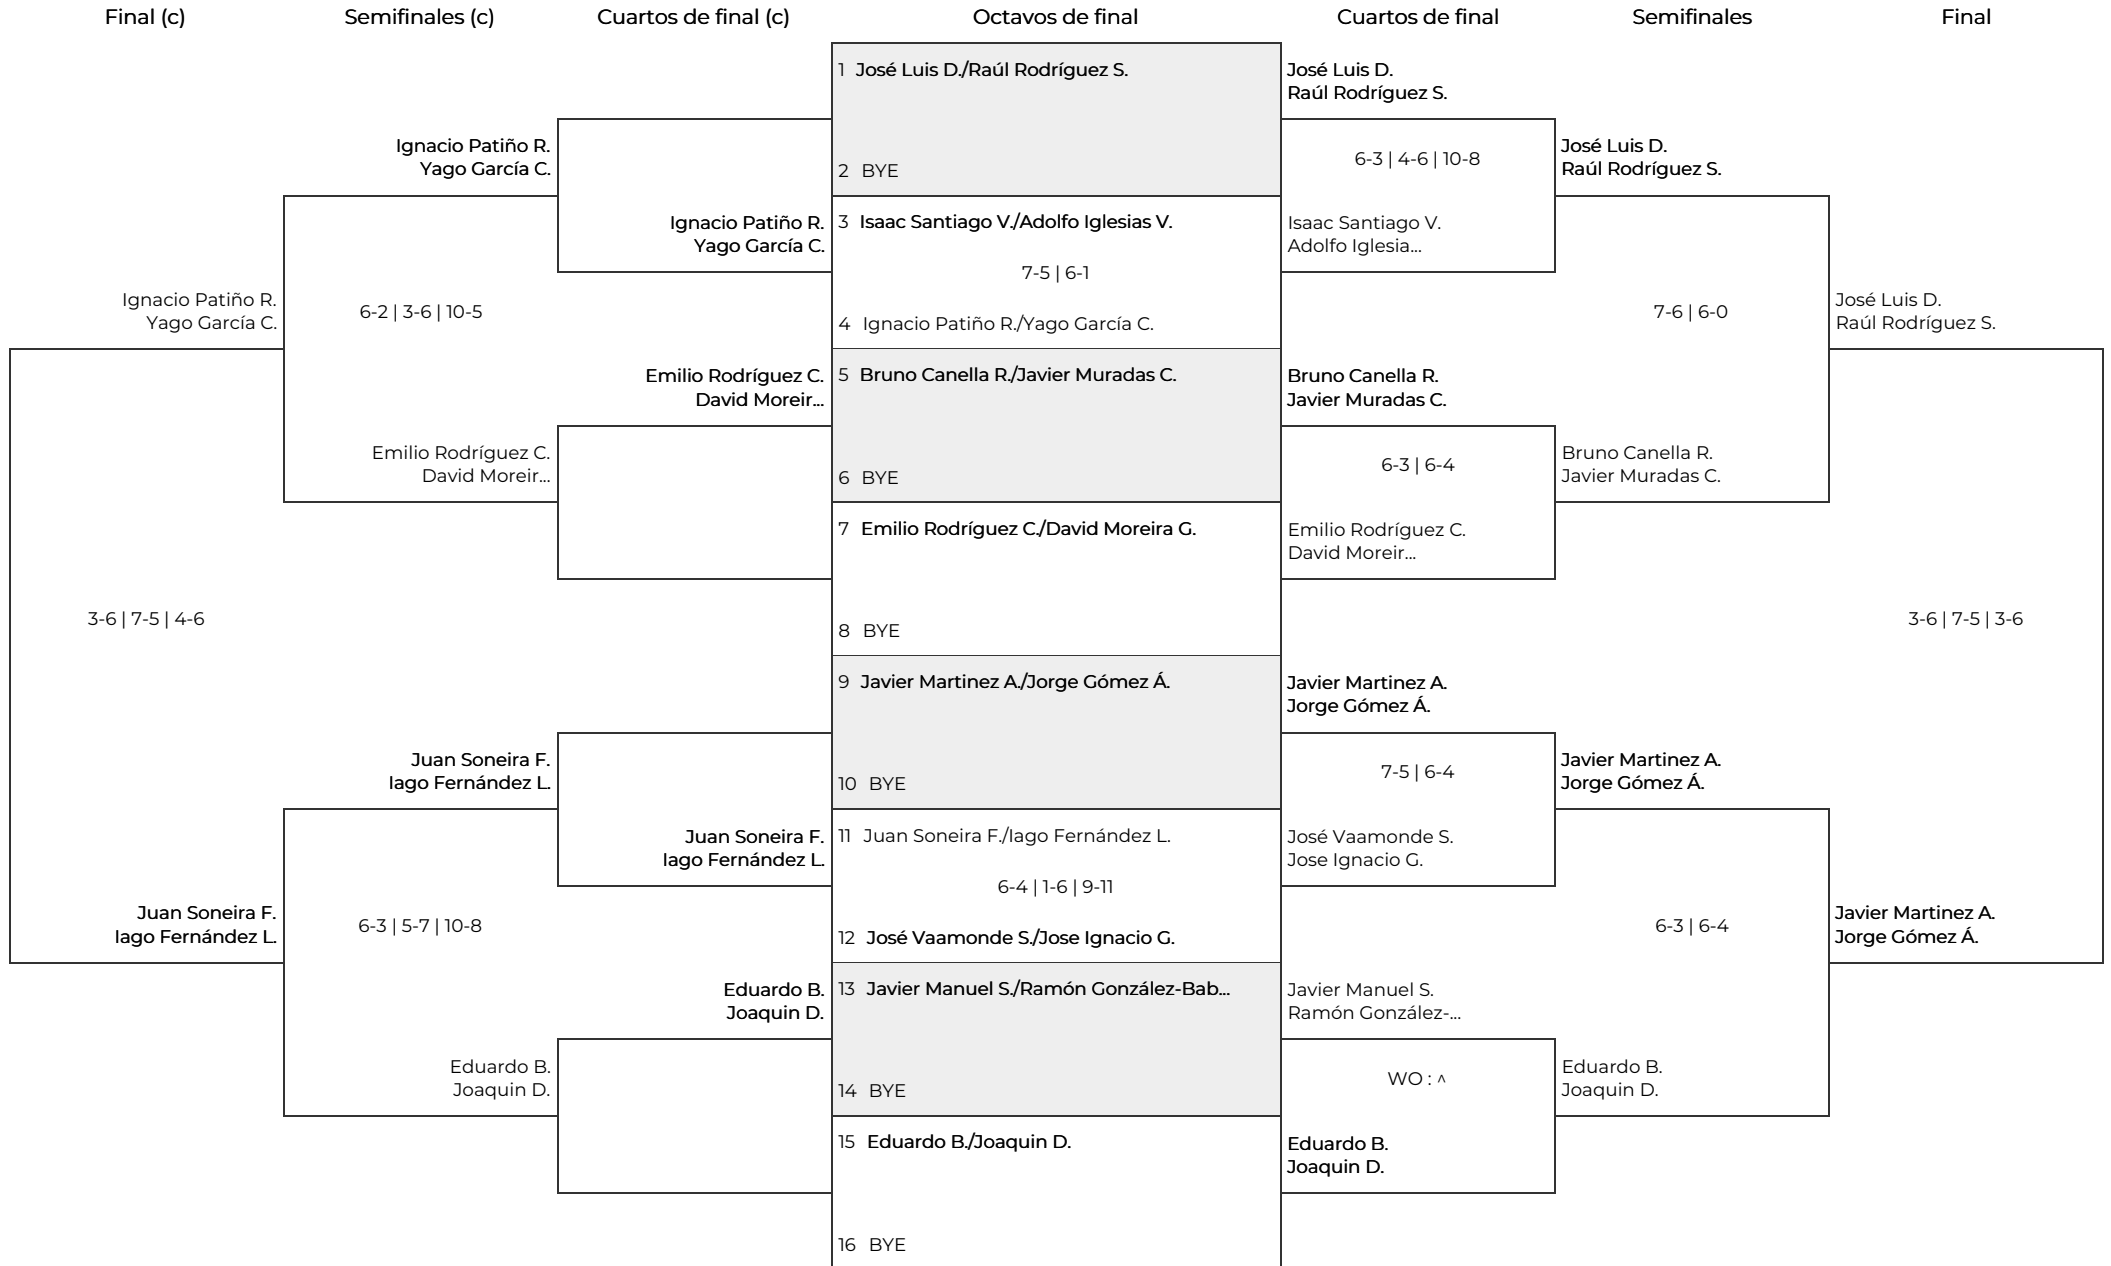 Final (c)
Semifinales (c)
Cuartos de final (c)
Octavos de final
Cuartos de final
Semifinales
Final
Ignacio Patiño R.
Yago García C.
3-6 | 7-5 | 4-6
Juan Soneira F.
Iago Fernández L.
Ignacio Patiño R.
Yago García C.
6-2 | 3-6 | 10-5
Emilio Rodríguez C.
David Moreir...
Juan Soneira F.
Iago Fernández L.
6-3 | 5-7 | 10-8
Eduardo B.
Joaquin D.
Ignacio Patiño R.
Yago García C.
Emilio Rodríguez C.
David Moreir...
Juan Soneira F.
Iago Fernández L.
Eduardo B.
Joaquin D.
1 José Luis D./Raúl Rodríguez S.
2 BYE
3 Isaac Santiago V./Adolfo Iglesias V.
7-5 | 6-1
4 Ignacio Patiño R./Yago García C.
5 Bruno Canella R./Javier Muradas C.
6 BYE
7 Emilio Rodríguez C./David Moreira G.
8 BYE
9 Javier Martinez A./Jorge Gómez Á.
10 BYE
11 Juan Soneira F./Iago Fernández L.
6-4 | 1-6 | 9-11
12 José Vaamonde S./Jose Ignacio G.
13 Javier Manuel S./Ramón González-Bab...
14 BYE
15 Eduardo B./Joaquin D.
16 BYE
José Luis D.
Raúl Rodríguez S.
6-3 | 4-6 | 10-8
Isaac Santiago V.
Adolfo Iglesia...
Bruno Canella R.
Javier Muradas C.
6-3 | 6-4
Emilio Rodríguez C.
David Moreir...
Javier Martinez A.
Jorge Gómez Á.
7-5 | 6-4
José Vaamonde S.
Jose Ignacio G.
Javier Manuel S.
Ramón González-...
WO : ^
Eduardo B.
Joaquin D.
José Luis D.
Raúl Rodríguez S.
7-6 | 6-0
Bruno Canella R.
Javier Muradas C.
Javier Martinez A.
Jorge Gómez Á.
6-3 | 6-4
Eduardo B.
Joaquin D.
José Luis D.
Raúl Rodríguez S.
3-6 | 7-5 | 3-6
Javier Martinez A.
Jorge Gómez Á.